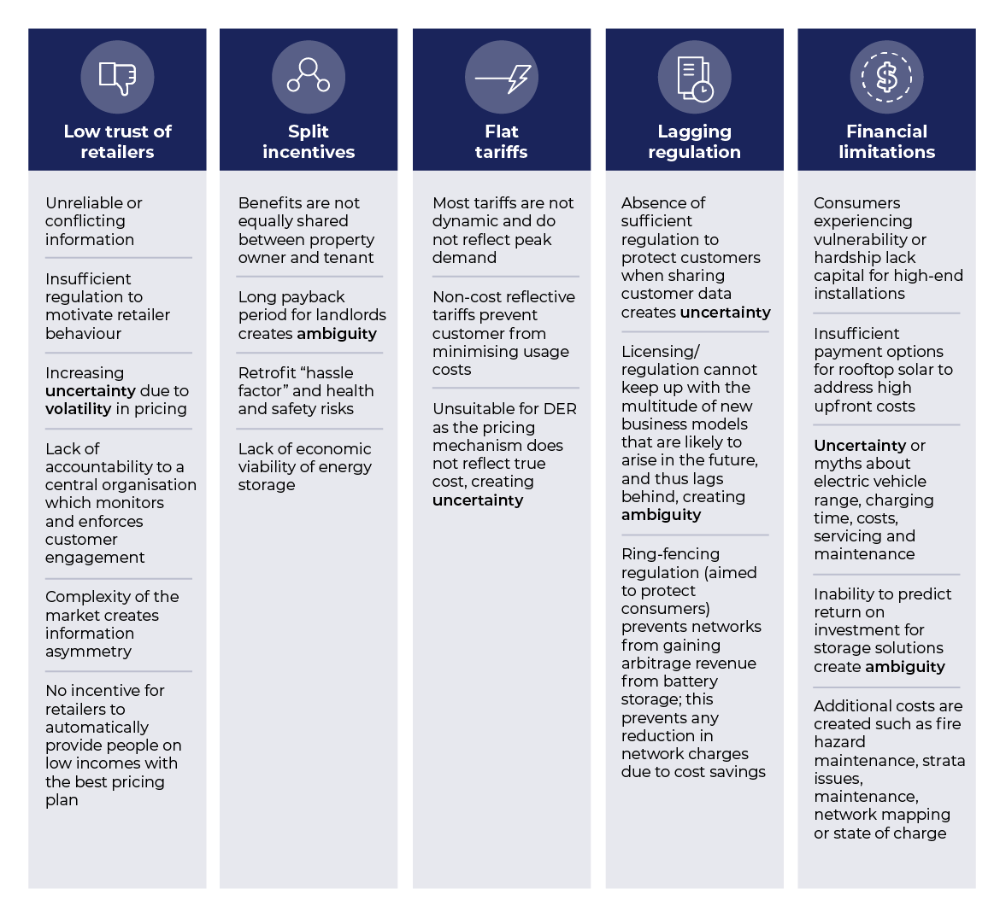 Low trust of
retailers
Unreliable or
conflicting
information
Insufficient
regulation to
motivate retailer
behaviour
Increasing
uncertainty due to
volatility in pricing
Lack of
accountability to a
central organisation
which monitors
and enforces
customer
engagement
Complexity of the
market creates
information
asymmetry
No incentive for
retailers to
automatically
provide people on
low incomes with
the best pricing
plan
Split
incentives
Benefits are not
equally shared
between property
owner and tenant
Long payback
period for landlords
creates ambiguity
Retrofit “hassle
factor” and health
and safety risks
Lack of economic
viability of energy
storage
Flat
tariffs
Most tariffs are not
dynamic and do
not reflect peak
demand
Non-cost reflective
tariffs prevent
customer from
minimising usage
costs
Unsuitable for DER
as the pricing
mechanism does
not reflect true
cost, creating
uncertainty
Lagging
regulation
Absence of
sufficient
regulation to
protect customers
when sharing
customer data
creates uncertainty
Licensing/
regulation cannot
keep up with the
multitude of new
business models
that are likely to
arise in the future,
and thus lags
behind, creating
ambiguity
Ring-fencing
regulation (aimed
to protect
consumers)
prevents networks
from gaining
arbitrage revenue
from battery
storage; this
prevents any
reduction in
network charges
due to cost savings
$
Financial
limitations
Consumers
experiencing
vulnerability or
hardship lack
capital for high-end
installations
Insufficient
payment options
for rooftop solar to
address high
upfront costs
Uncertainty or
myths about
electric vehicle
range, charging
time, costs,
servicing and
maintenance
Inability to predict
return on
investment for
storage solutions
create ambiguity
Additional costs are
created such as fire
hazard
maintenance, strata
issues,
maintenance,
network mapping
or state of charge